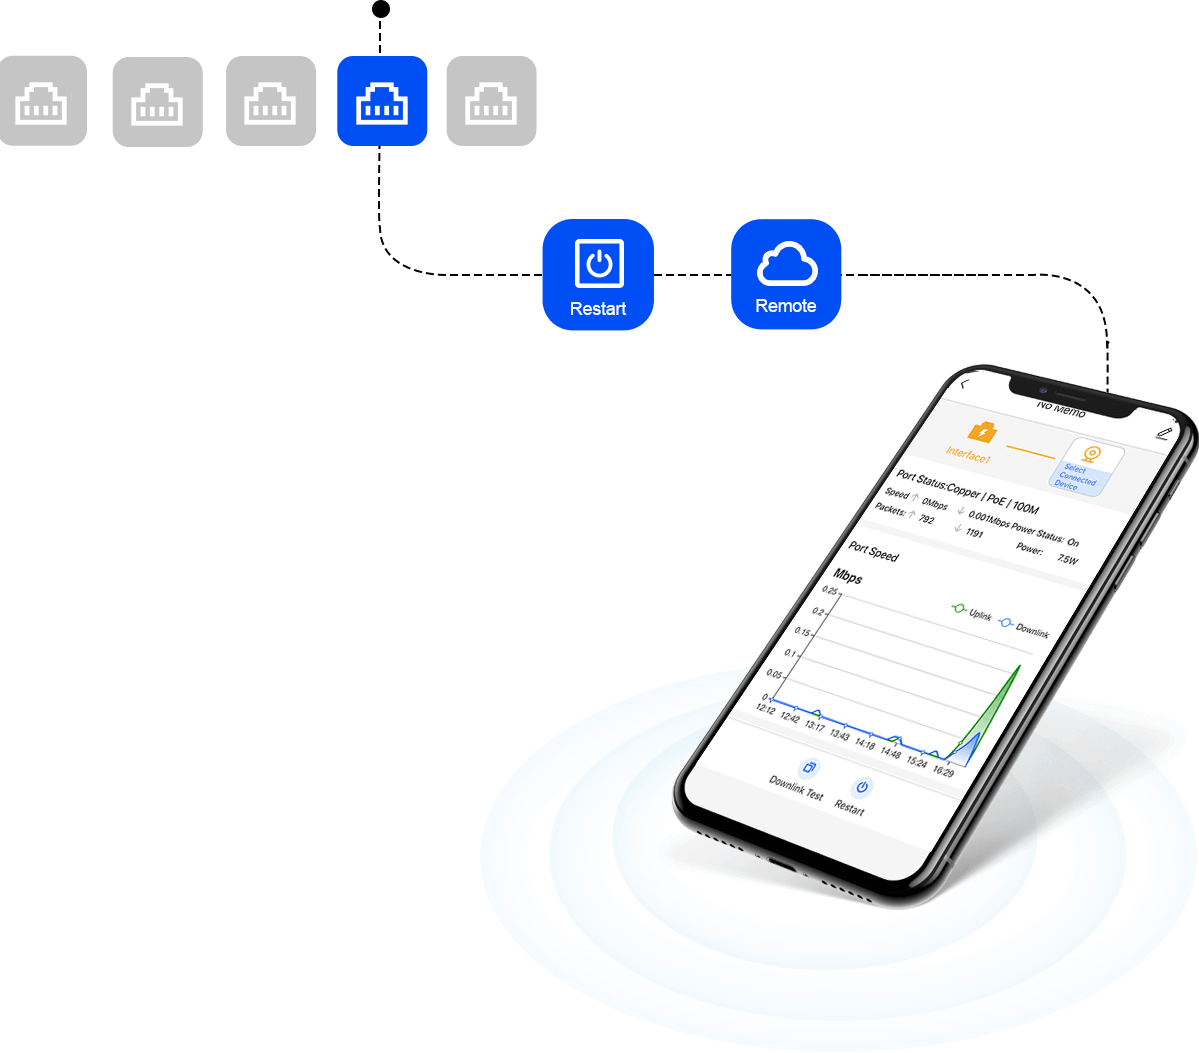 Restart
Remote
No Memo
Interface1
Select
Connected
Device
Port Status:Copper | PoE | 100M
Speed 0Mbps 0.001Mbps Power Status: On
Packets: 792 1191 Power: 7.5W
Port Speed
Mbps
Uplink Downlink
0.25
0.2
0.15
0.1
0.05
0
12:12 12:42 13:17 13:43 14:18 14:48 15:24 16:29
Downlink Test Restart